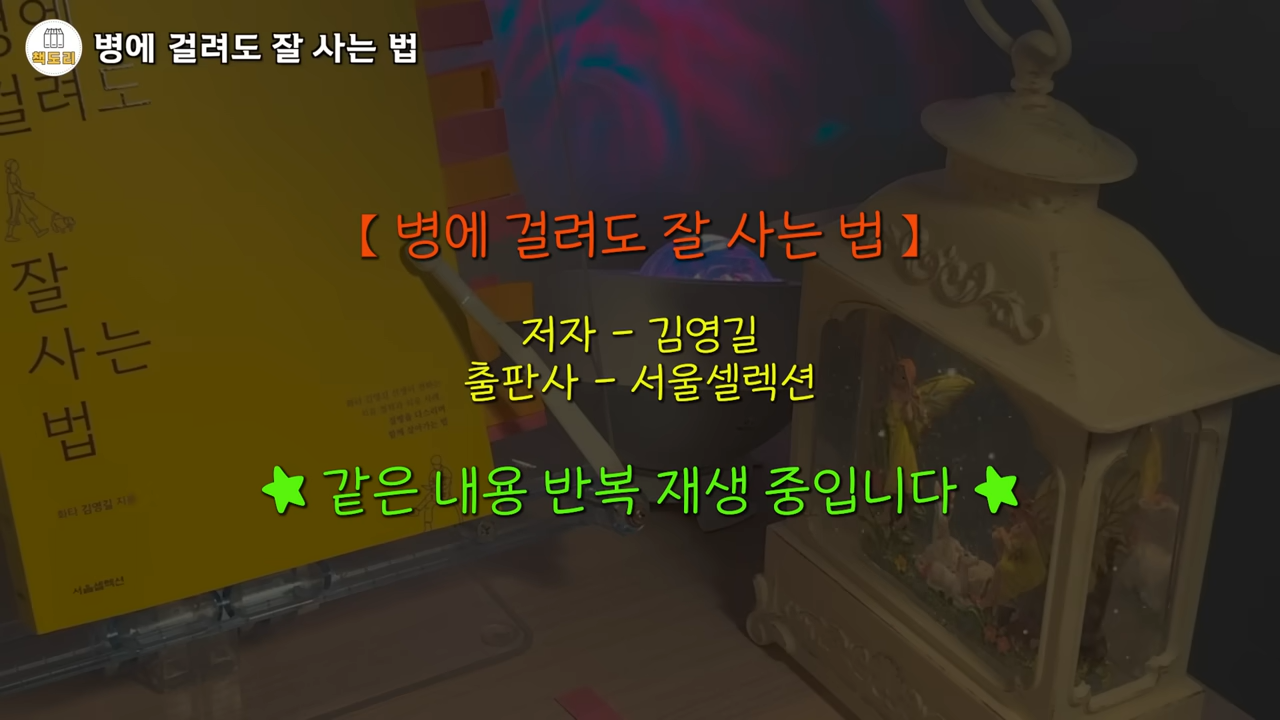 책도리
병에 걸려도 잘 사는 법
병에
걸려도
잘
사는
법
하타 김영길 지음
서울셀렉션
【 병에 걸려도 잘 사는 법 】
저자 - 김영길
출판사 - 서울셀렉션
★ 같은 내용 반복 재생 중입니다 ★